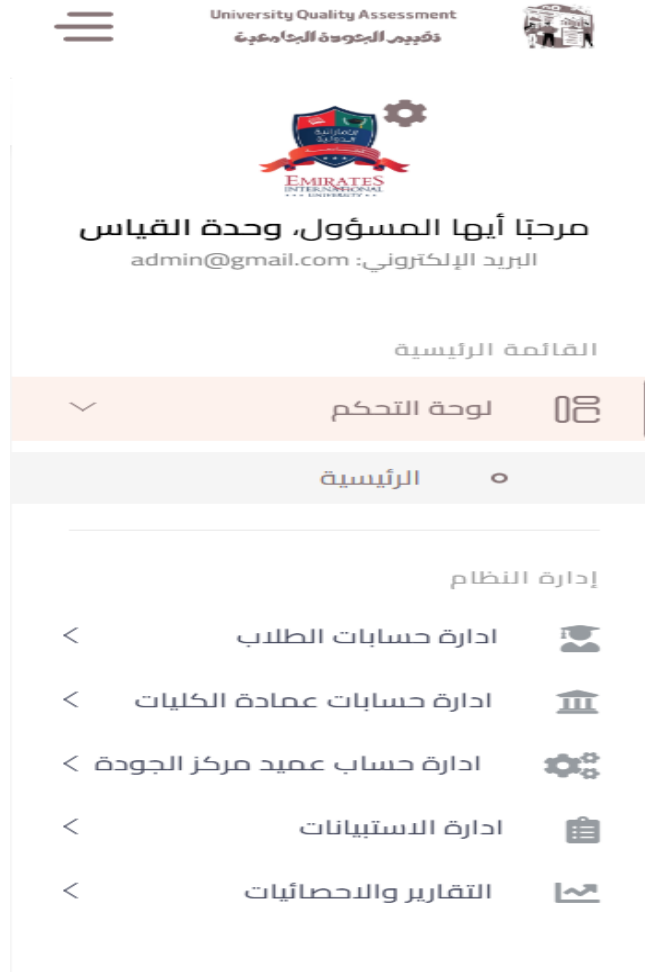 University Quality Assessment
تقييم الجودة الجامعية
الإماراتية
الدولية
EMIRATES
INTERNATIONAL
UNIVERSITY
مرحبًا أيها المسؤول، وحدة القياس
البريد الإلكتروني: admin@gmail.com
القائمة الرئيسية
لوحة التحكم
الرئيسية
إدارة النظام
ادارة حسابات الطلاب
ادارة حسابات عمادة الكليات
ادارة حساب عميد مركز الجودة
ادارة الاستبيانات
التقارير والاحصائيات